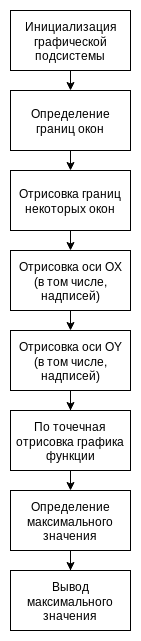 Инициализация
графической
подсистемы
Определение
границ окон
Отрисовка границ
некоторых окон
Отрисовка оси OX
(в том числе,
надписей)
Отрисовка оси OY
(в том числе,
надписей)
По точечная
отрисовка графика
функции
Определение
максимального
значения
Вывод
максимального
значения